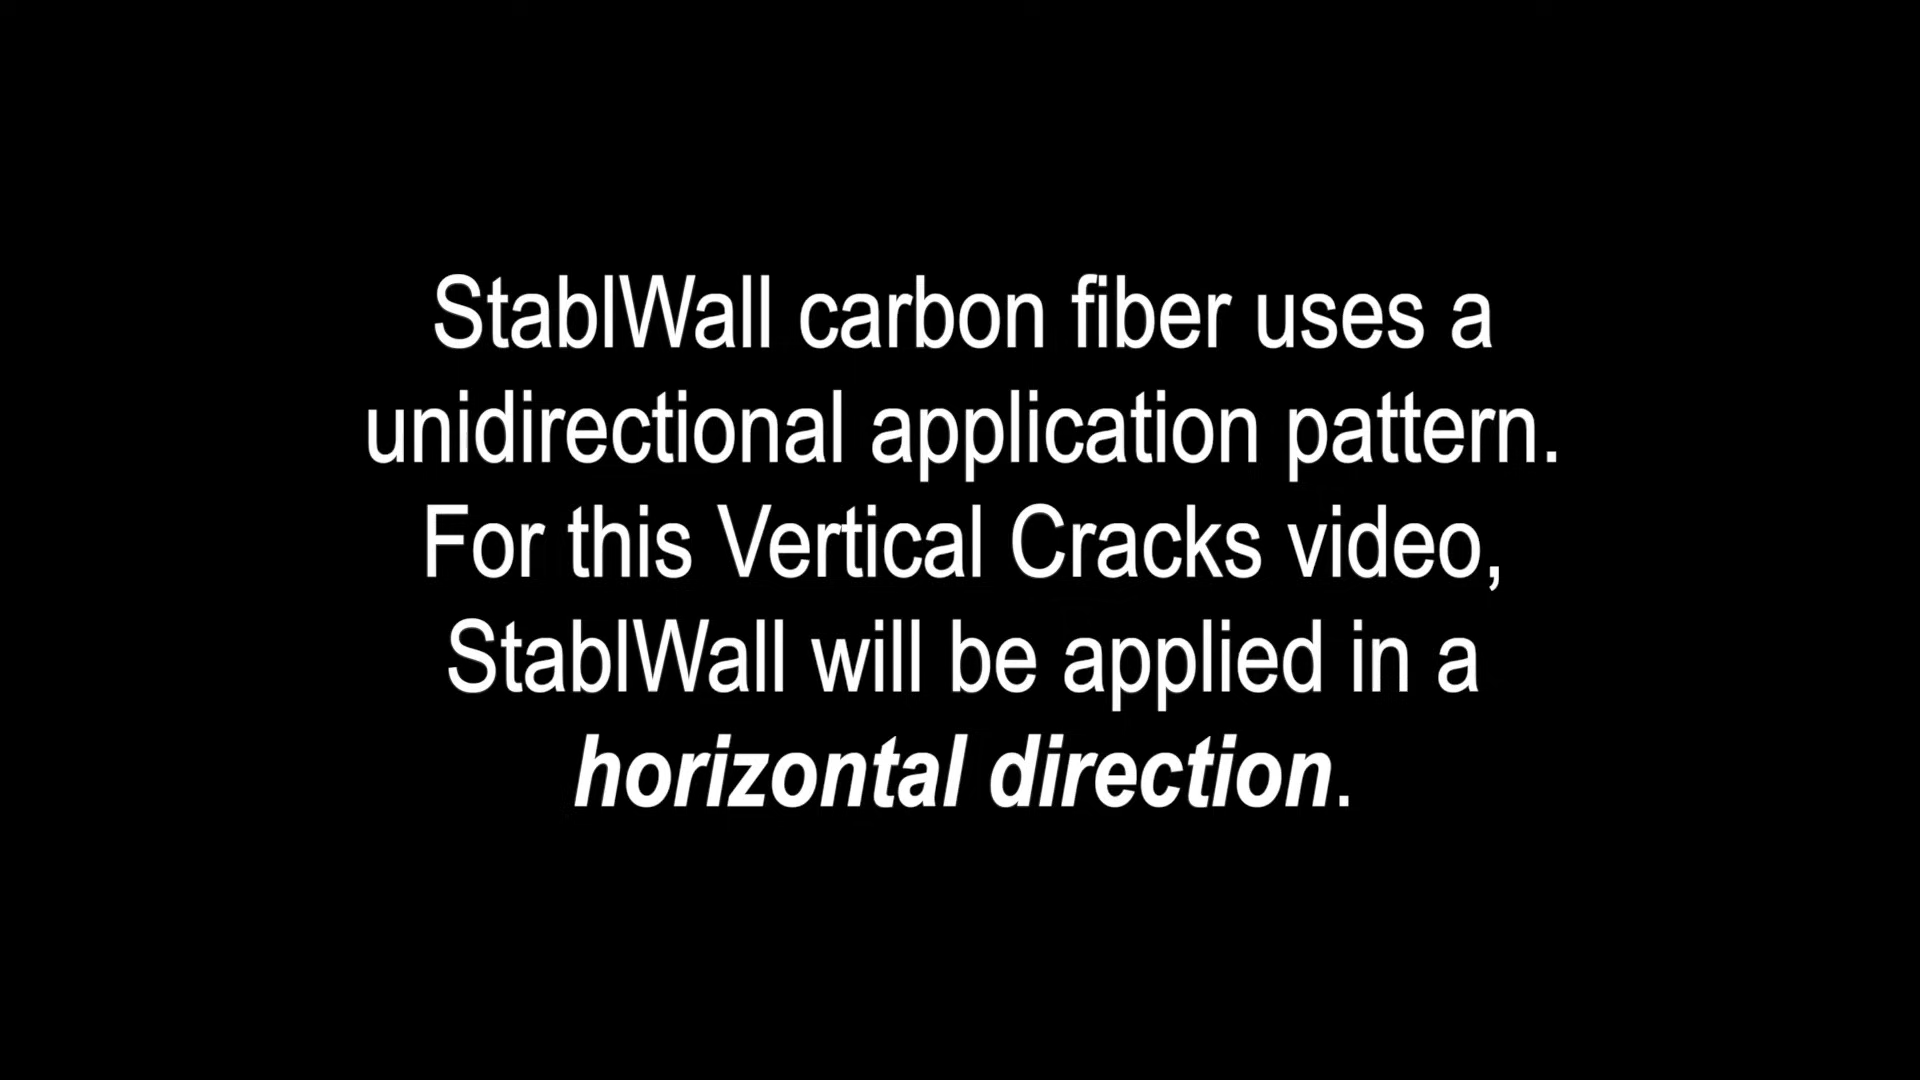 StablWall carbon fiber uses a
unidirectional application pattern.
For this Vertical Cracks video,
StablWall will be applied in a
horizontal direction.